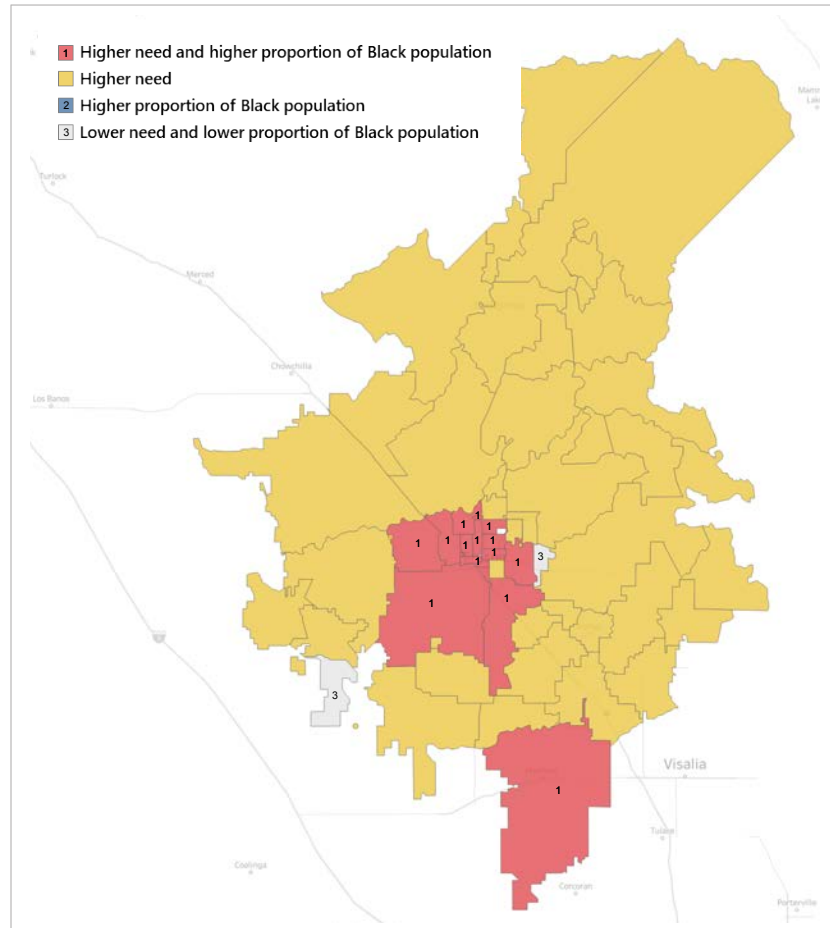 1 Higher need and higher proportion of Black population
Higher need
2 Higher proportion of Black population
3 Lower need and lower proportion of Black population
Turlock
Merced
Chowchilla
Los Banos
1
1 1
1 1 1 1 1
1
1 1 3
1 1
3
Visalia
1
Tulare
Coalinga
Corcoran
Porterville